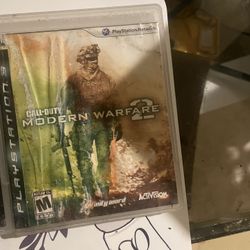 PlayStation Network
PLAYSTATION 3
CALL OF DUTY
MODERN WARFARE
2
M
infinity ward
ACTIVISION